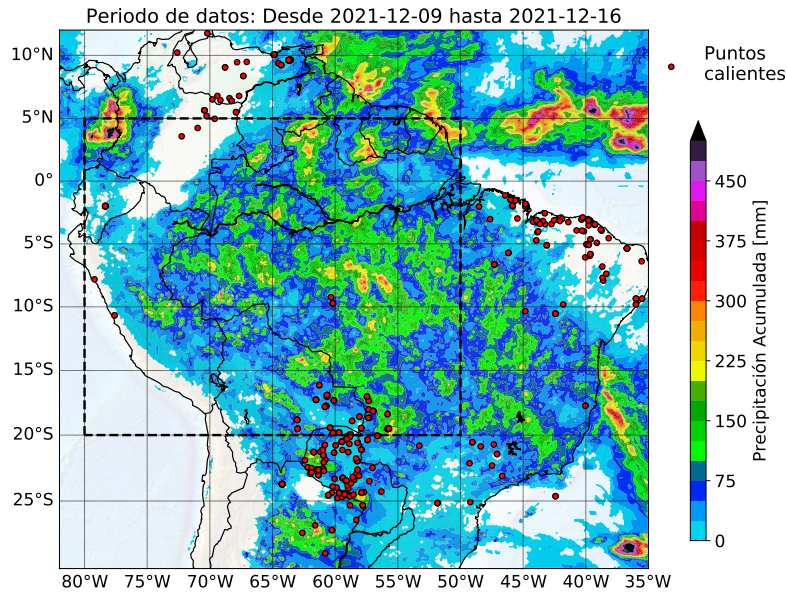 Periodo de datos: Desde 2021-12-09 hasta 2021-12-16
10°N
5°N
0°
5°S
10°S
15°S
20°S
25°S
80°W 75°W 70°W 65°W 60°W 55°W 50°W 45°W 40°W 35°W
Puntos
calientes
450
375
300
225
150
75
0
Precipitación Acumulada [mm]